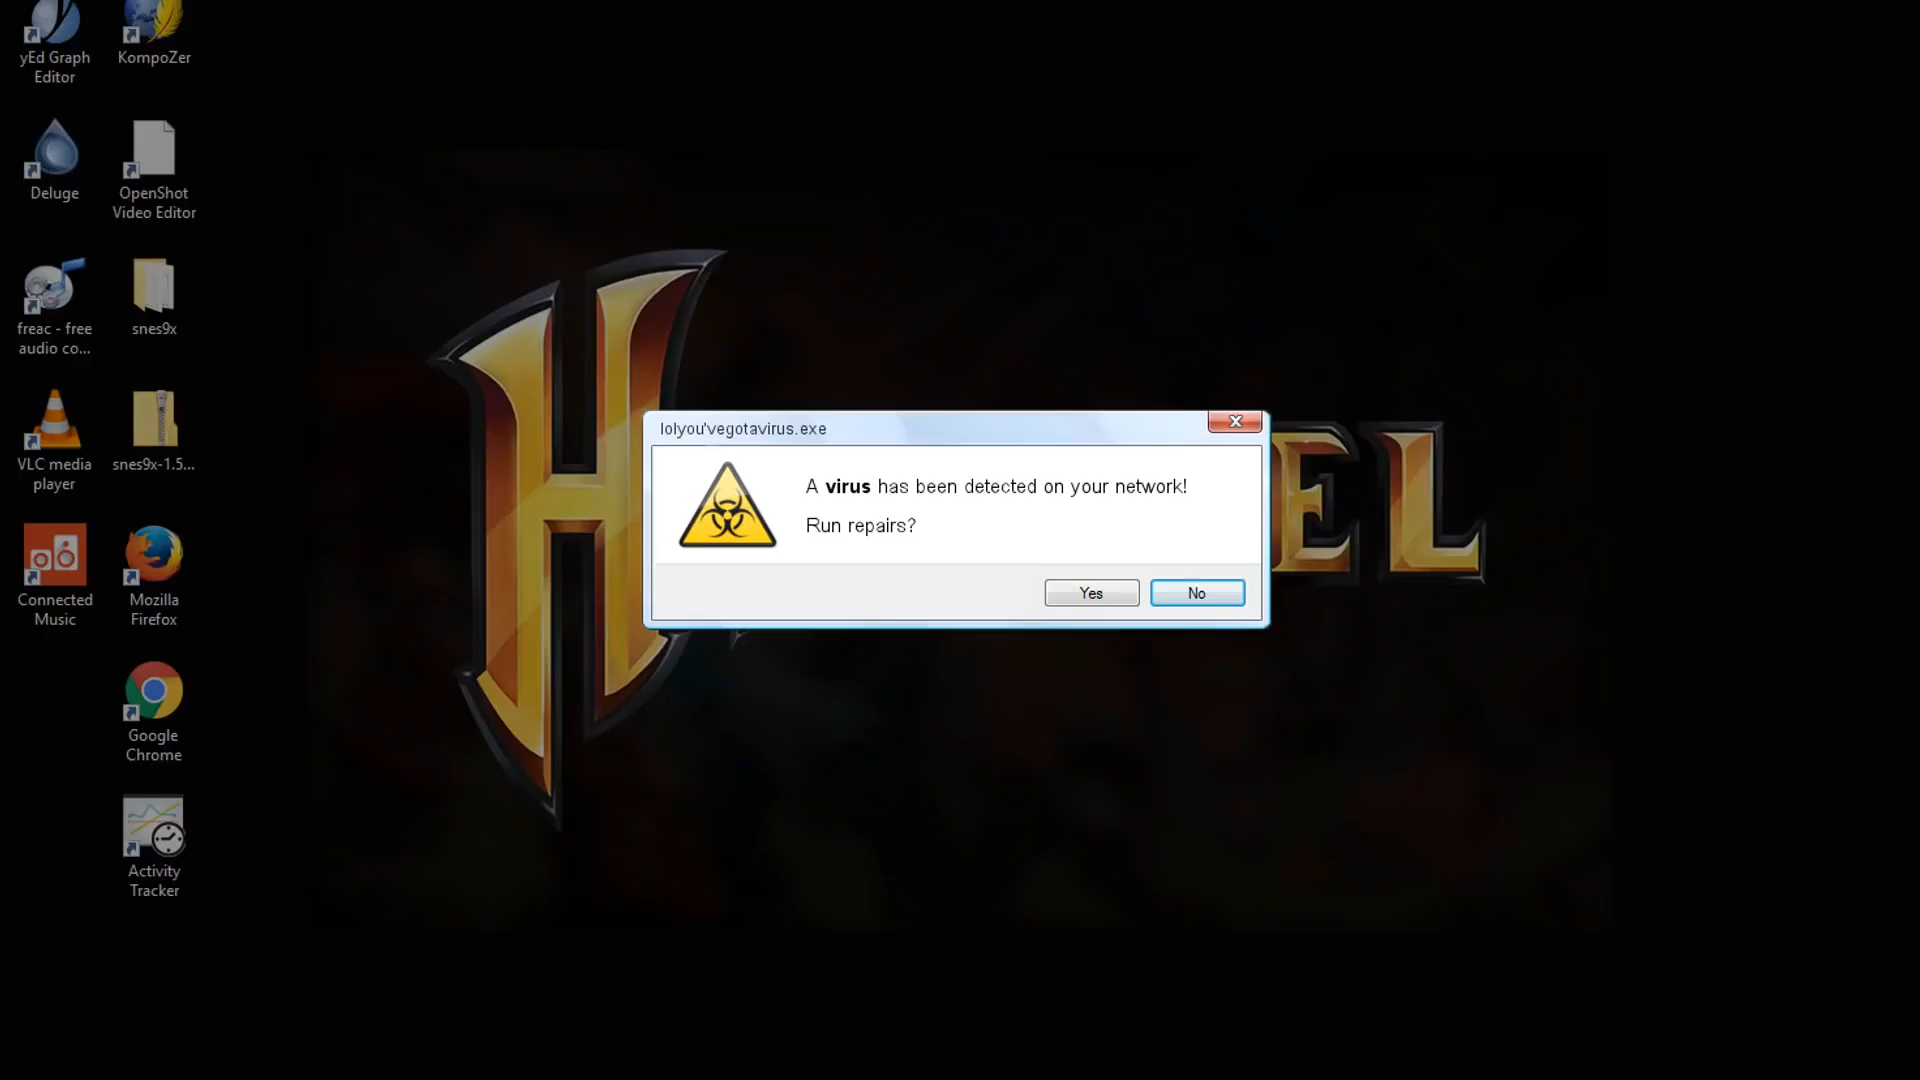 yEd Graph
Editor
KompoZer
Deluge
OpenShot
Video Editor
freac - free
audio co...
snes9x
VLC media
player
snes9x-1.5...
Connected
Music
Mozilla
Firefox
Google
Chrome
Activity
Tracker
lolyou'vegotavirus.exe
A virus has been detected on your network!
Run repairs?
Yes
No
H
EL